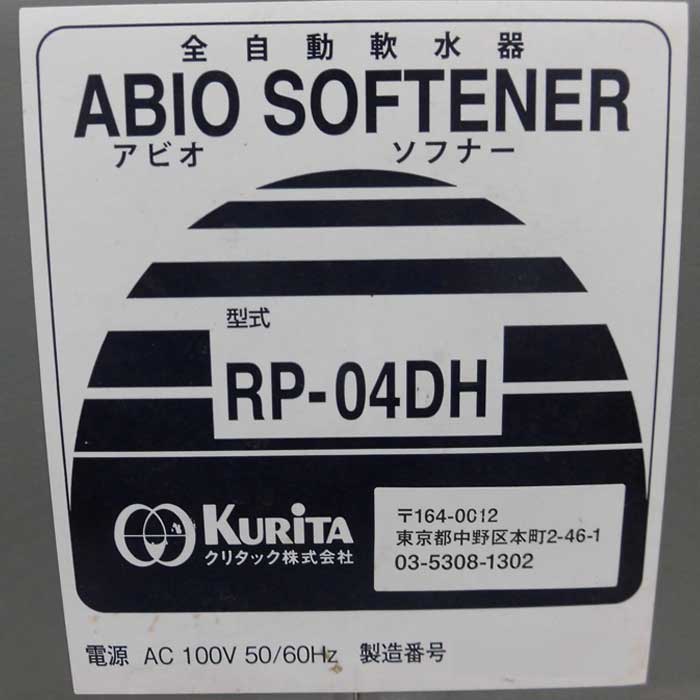 全自動軟水器
ABIO SOFTENER
アビオ ソフナー
型式
RP-04DH
KURITA
クリタック株式会社
〒164-0012
東京都中野区本町2-46-1
03-5308-1302
電源 AC 100V 50/60Hz 製造番号